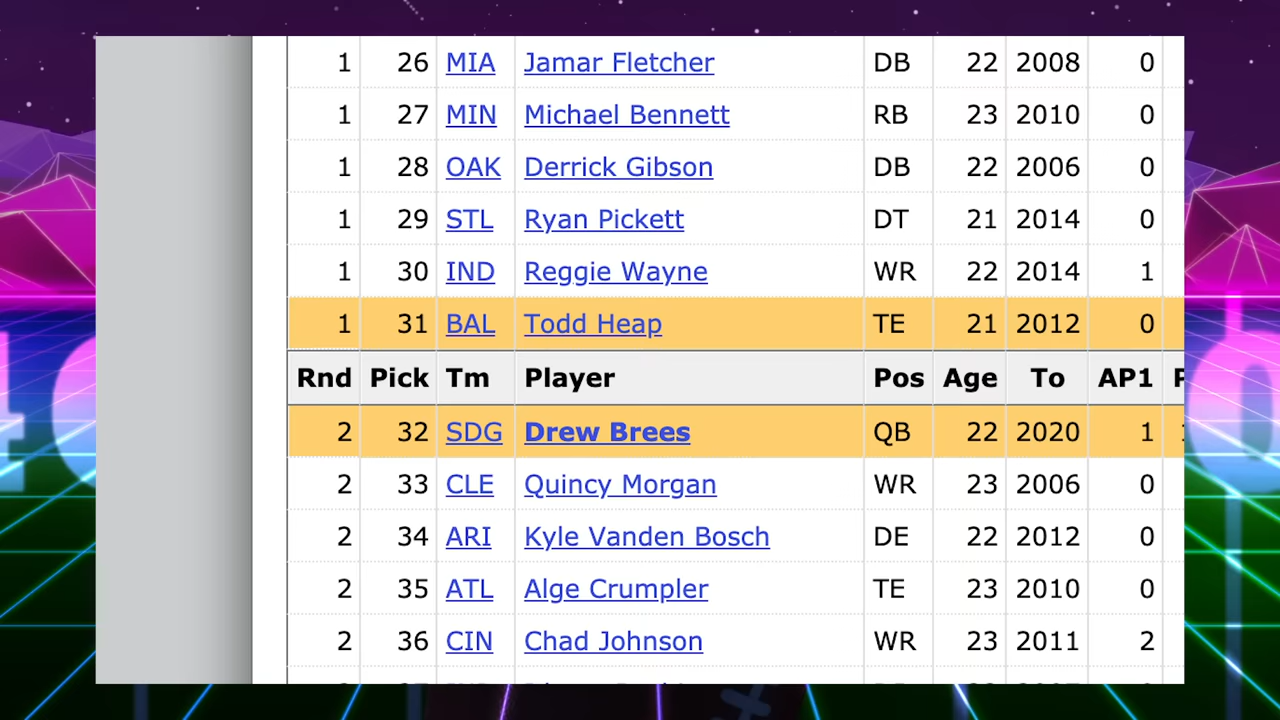 1 26 MIA Jamar Fletcher DB 22 2008 0
1 27 MIN Michael Bennett RB 23 2010 0
1 28 OAK Derrick Gibson DB 22 2006 0
1 29 STL Ryan Pickett DT 21 2014 0
1 30 IND Reggie Wayne WR 22 2014 1
1 31 BAL Todd Heap TE 21 2012 0
Rnd Pick Tm Player Pos Age To AP1
2 32 SDG Drew Brees QB 22 2020 1
2 33 CLE Quincy Morgan WR 23 2006 0
2 34 ARI Kyle Vanden Bosch DE 22 2012 0
2 35 ATL Alge Crumpler TE 23 2010 0
2 36 CIN Chad Johnson WR 23 2011 2